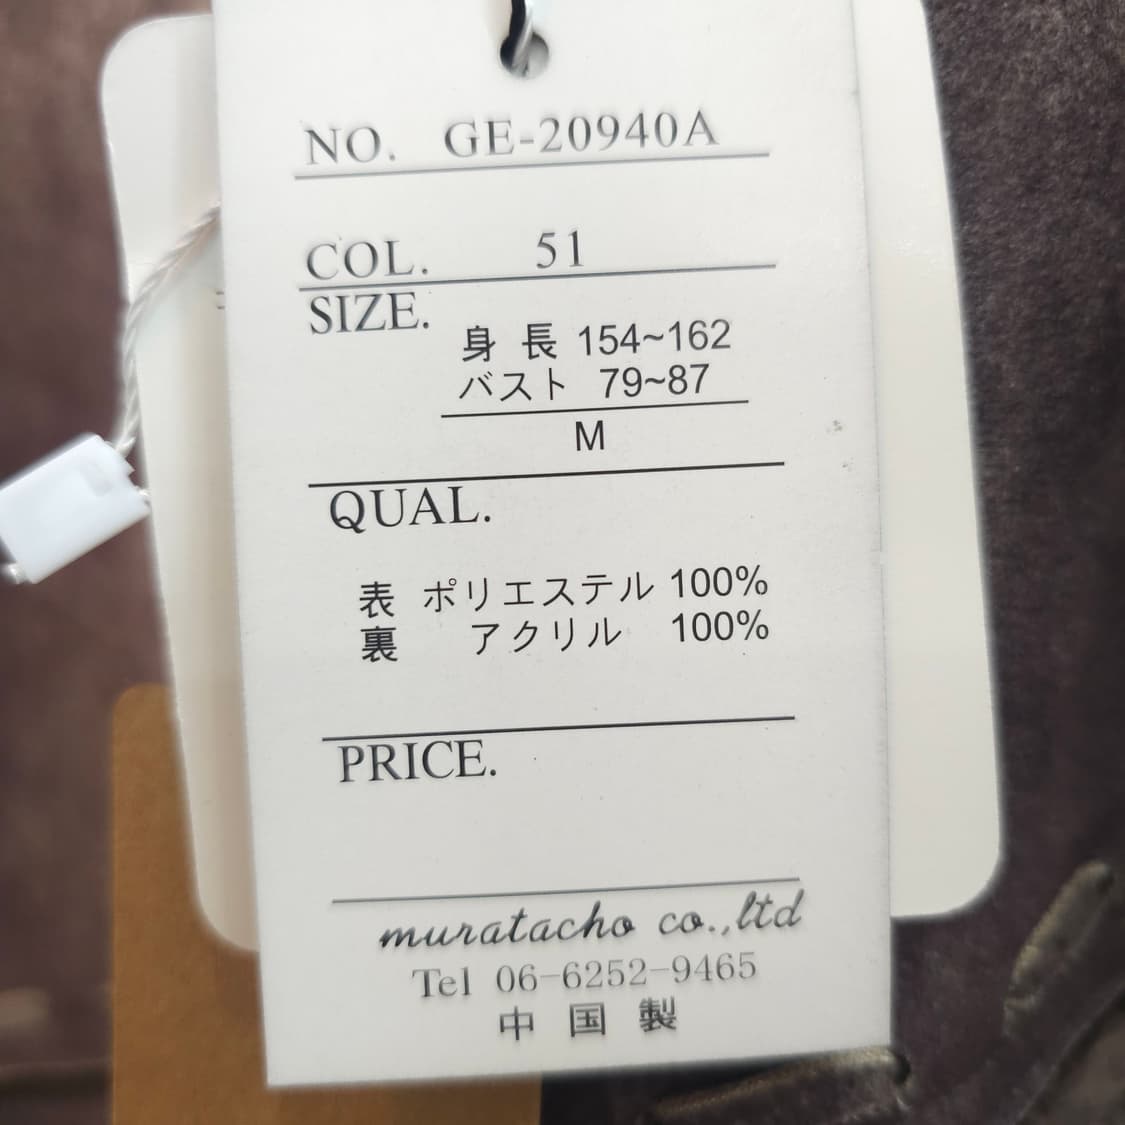 NO. GE-20940A
COL. 51
SIZE.
身 長 154~162
バスト 79~87
M
QUAL.
表 ポリエステル 100%
裏 アクリル 100%
PRICE.
muratacho co.,ltd
Tel 06-6252-9465
中 国 製